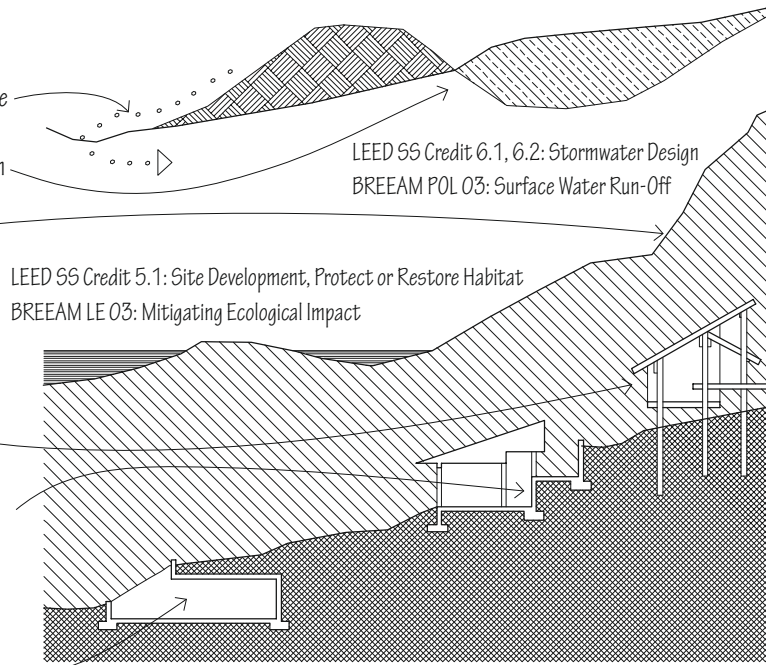 LEED SS Credit 6.1, 6.2: Stormwater Design
BREEAM POL 03: Surface Water Run-Off
LEED SS Credit 5.1: Site Development, Protect or Restore Habitat
BREEAM LE 03: Mitigating Ecological Impact